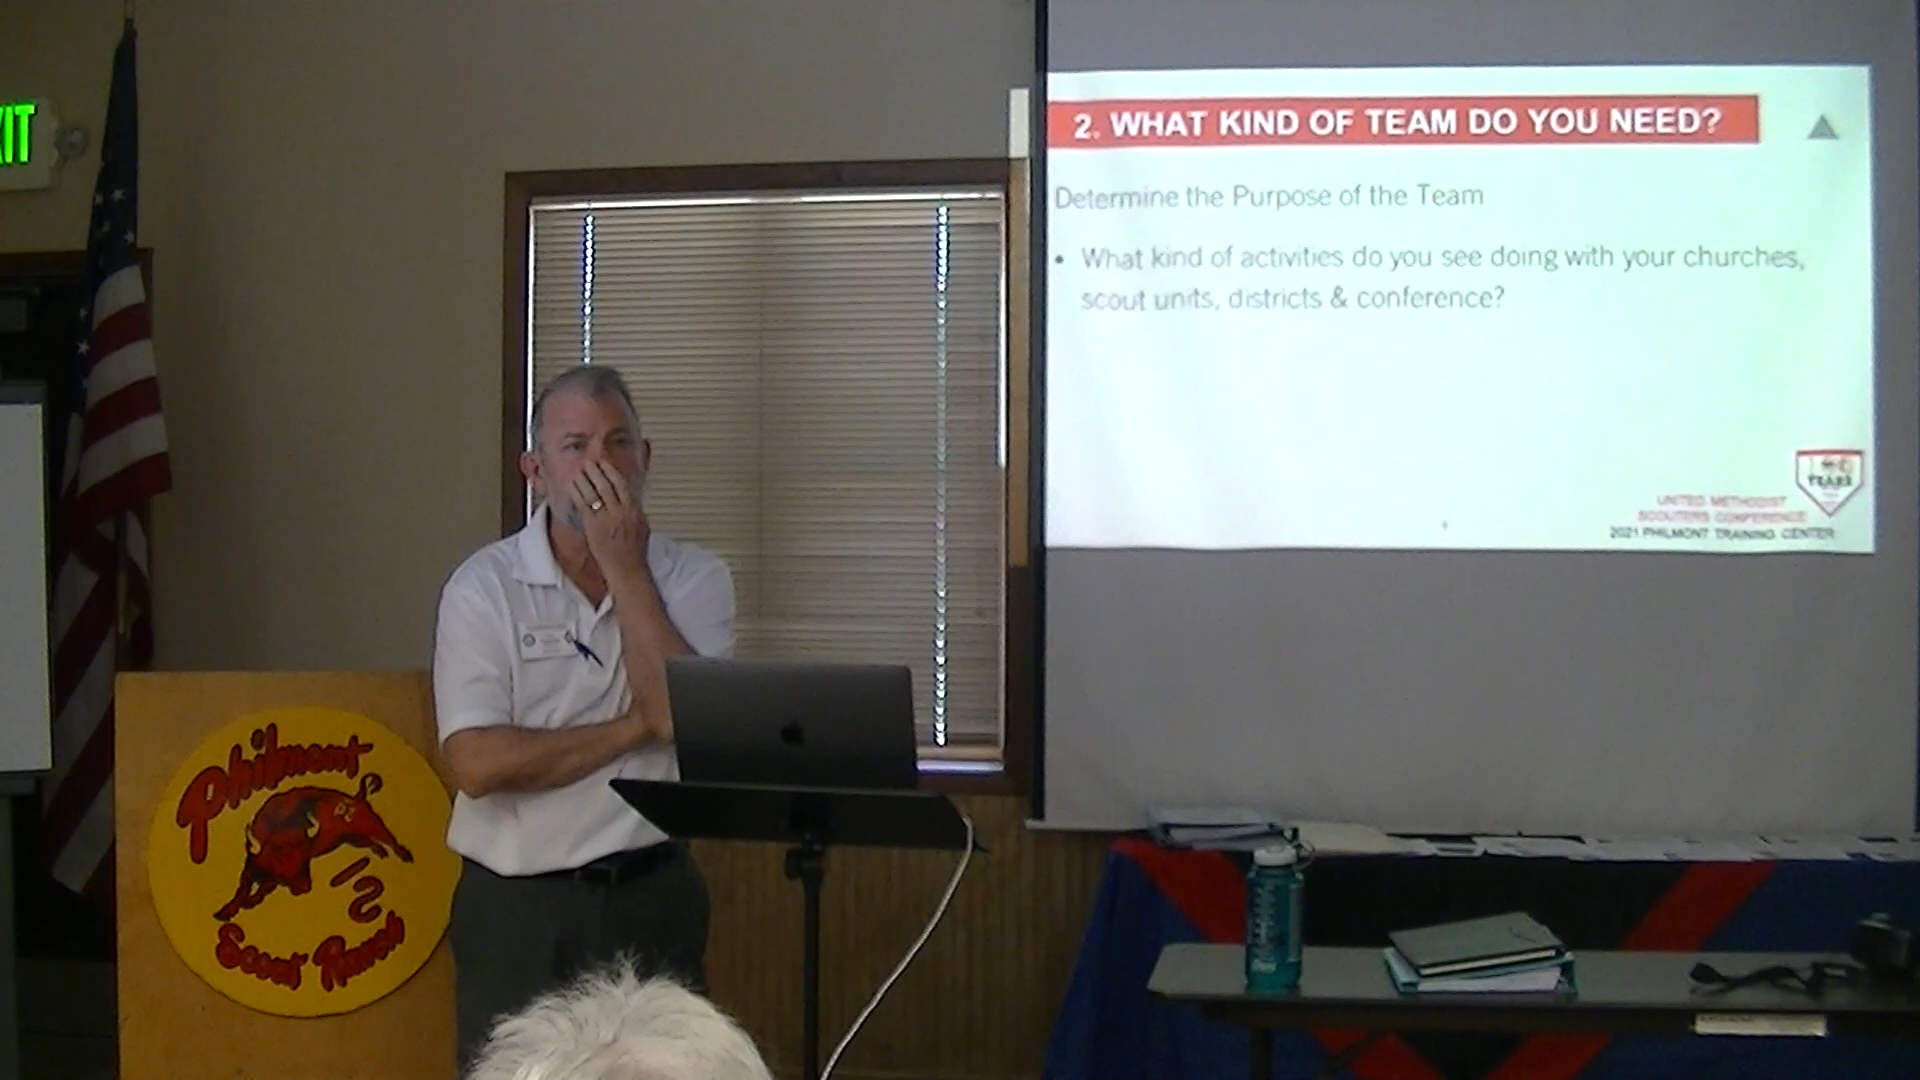 XIT
2. WHAT KIND OF TEAM DO YOU NEED?
Determine the Purpose of the Team
• What kind of activities do you see doing with your churches,
scout units, districts & conference?
YEARS
UNITED METHODIST
SCOUTERS CONFERENCE
2021 PHILMONT TRAINING CENTER
Philmont
Scout Ranch